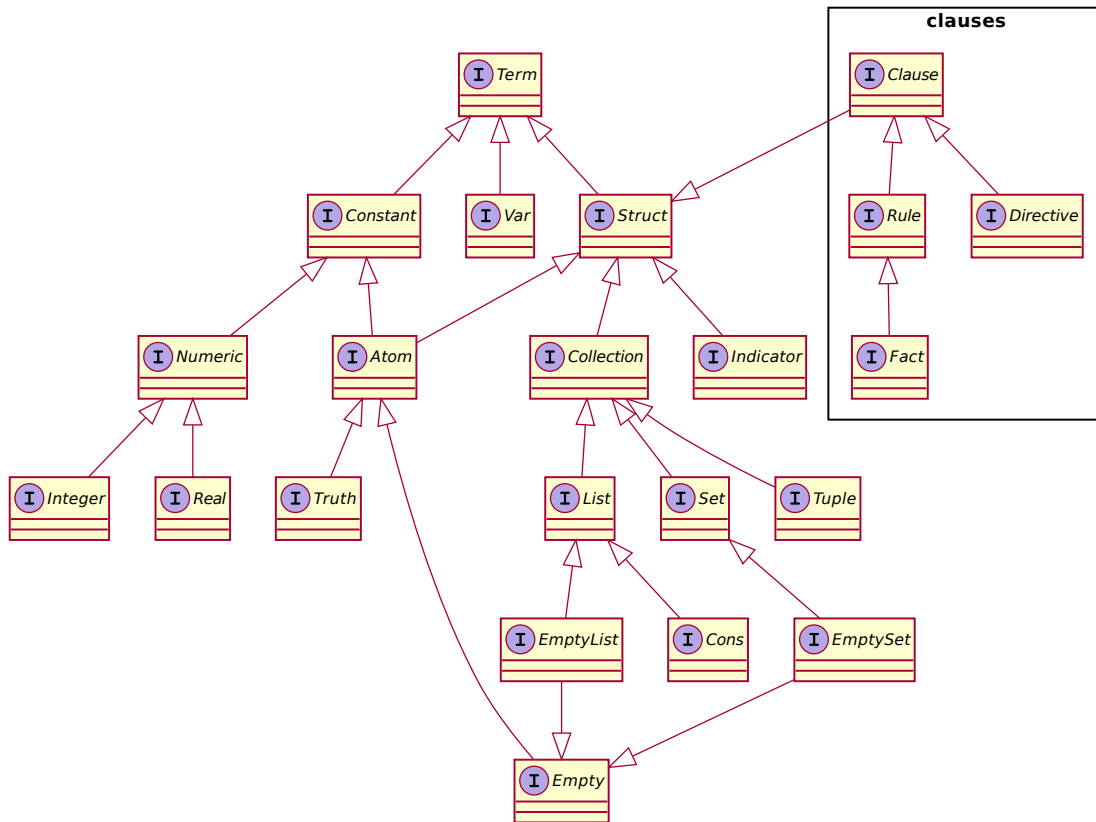 clauses
I Term
I Clause
I Constant
I Var
I Struct
I Rule
I Directive
I Numeric
I Atom
I Collection
I Indicator
I Fact
I Integer
I Real
I Truth
I List
I Set
I Tuple
I EmptyList
I Cons
I EmptySet
I Empty